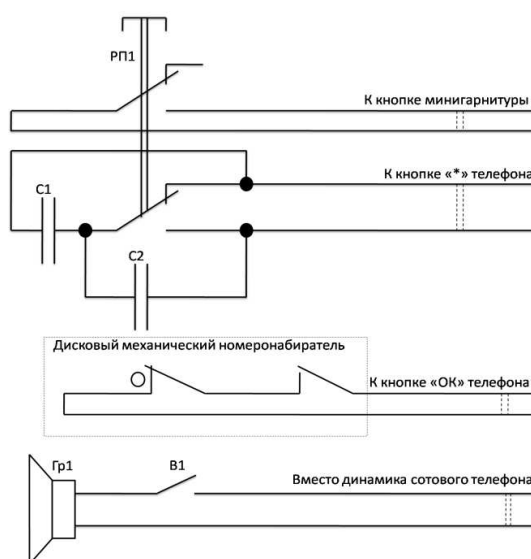 РП1
К кнопке минигарнитуры
К кнопке «*» телефона
С1
С2
Дисковый механический номеронабиратель
К кнопке «ОК» телефона
Гр1
В1
Вместо динамика сотового телефона